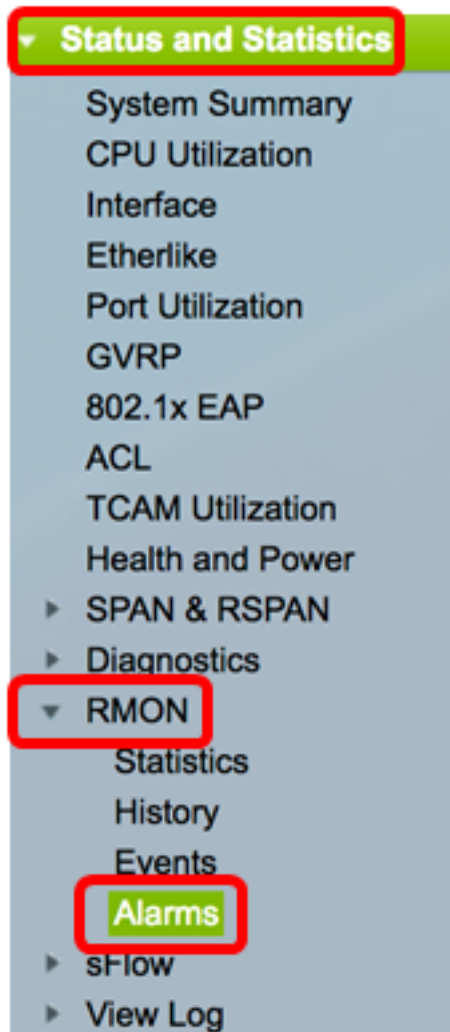 Status and Statistics
System Summary
CPU Utilization
Interface
Etherlike
Port Utilization
GVRP
802.1x EAP
ACL
TCAM Utilization
Health and Power
SPAN & RSPAN
Diagnostics
RMON
Statistics
History
Events
Alarms
sFlow
View Log